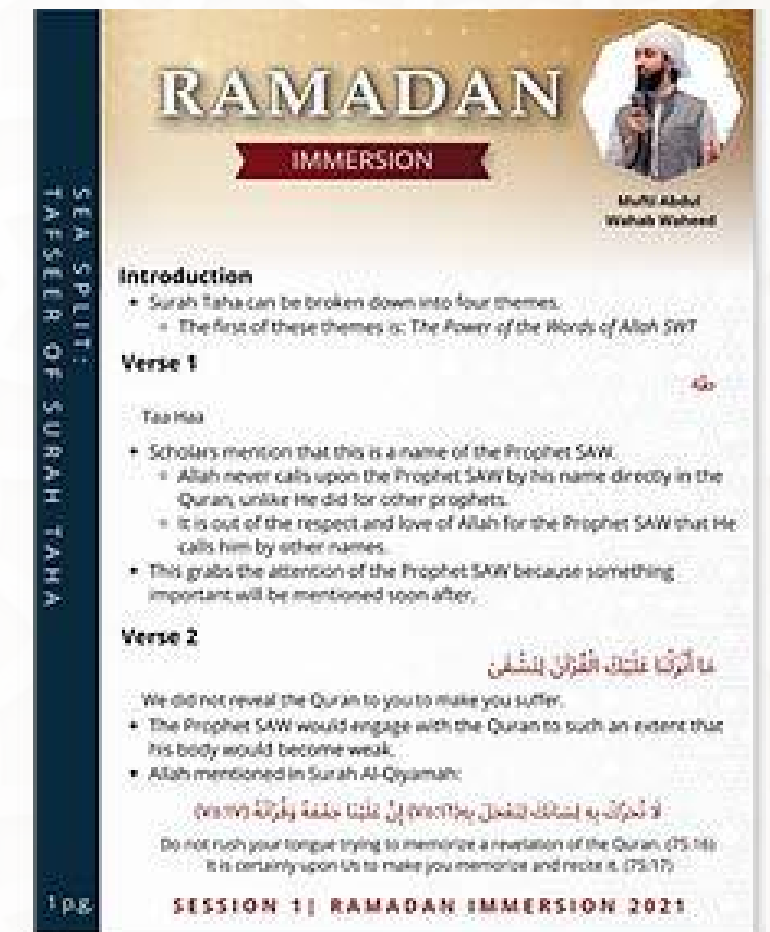 RAMADAN
IMMERSION
Mufti Abdul
Wahab Waheed
SEA SPLIT:
TAFSEER OF SURAH TAHA
Introduction
• Surah Taha can be broken down into four themes.
◦ The first of these themes is: The Power of the Words of Allah SWT
Verse 1
طه
Taa Haa
• Scholars mention that this is a name of the Prophet SAW.
◦ Allah never calls upon the Prophet SAW by his name directly in the
Quran, unlike He did for other prophets.
◦ It is out of the respect and love of Allah for the Prophet SAW that He
calls him by other names.
• This grabs the attention of the Prophet SAW because something
important will be mentioned soon after.
Verse 2
مَا أَنْزَلْنَا عَلَيْكَ الْقُرْآنَ لِتَشْقَىٰ
We did not reveal the Quran to you to make you suffer.
• The Prophet SAW would engage with the Quran to such an extent that
his body would become weak.
• Allah mentioned in Surah Al-Qiyamah:
لَا تُحَرِّكْ بِهِ لِسَانَكَ لِتَعْجَلَ بِهِ (٧٥:١٦) إِنَّ عَلَيْنَا جَمْعَهُ وَقُرْآنَهُ (٧٥:١٧)
Do not rush your tongue trying to memorize a revelation of the Quran. (75:16)
It is certainly upon Us to make you memorize and recite it. (75:17)
1 pg.
SESSION 1| RAMADAN IMMERSION 2021